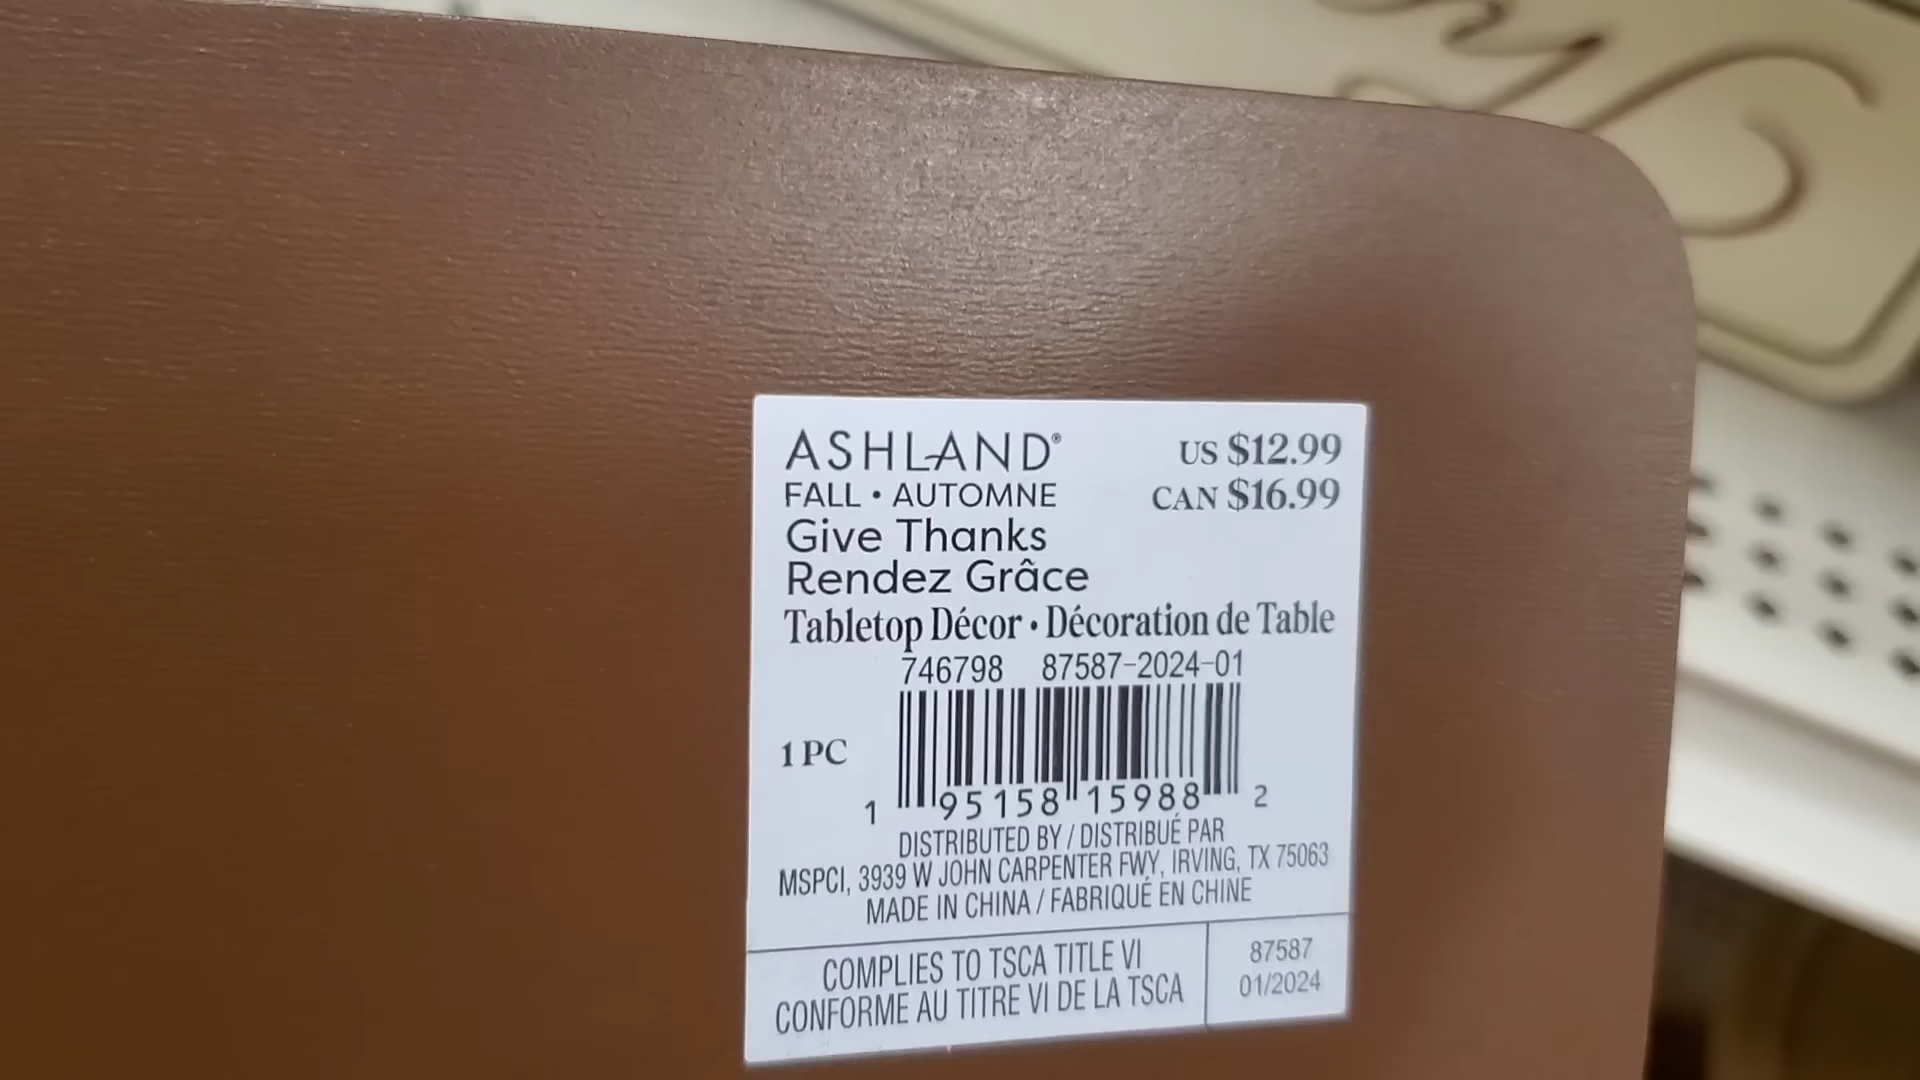 ASHLAND® US $12.99
FALL • AUTOMNE CAN $16.99
Give Thanks
Rendez Grâce
Tabletop Décor • Décoration de Table
746798 87587-2024-01
1 PC
1 95158 15988 2
DISTRIBUTED BY / DISTRIBUÉ PAR
MSPCI, 3939 W JOHN CARPENTER FWY, IRVING, TX 75063
MADE IN CHINA / FABRIQUÉ EN CHINE
COMPLIES TO TSCA TITLE VI
CONFORME AU TITRE VI DE LA TSCA
87587
01/2024